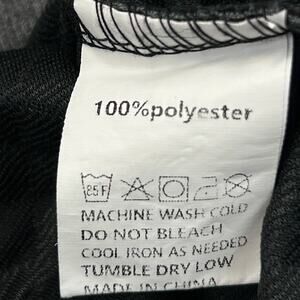 100%polyester
85F
MACHINE WASH COLD
DO NOT BLEACH
COOL IRON AS NEEDED
TUMBLE DRY LOW
MADE IN CHINA